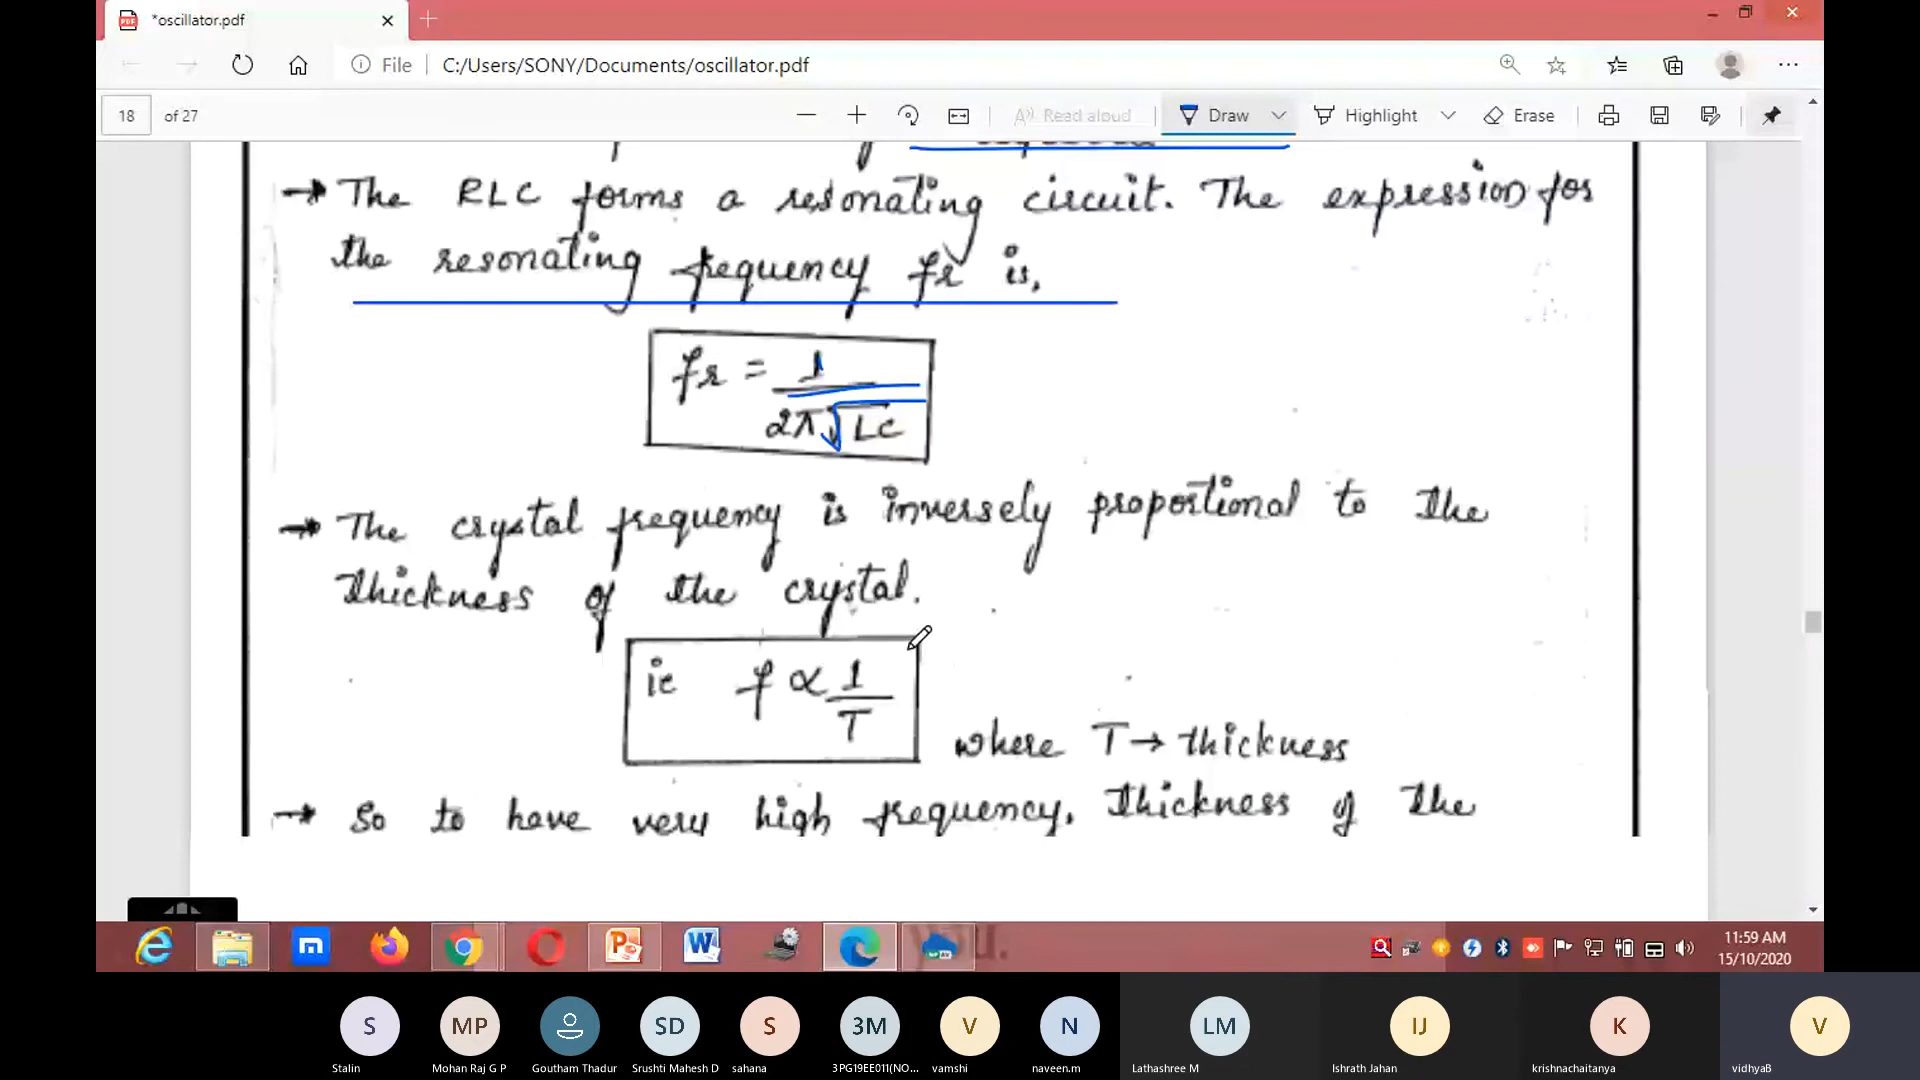 *oscillator.pdf
File C:/Users/SONY/Documents/oscillator.pdf
18 of 27 Read aloud Draw Highlight Erase
→ The RLC forms a resonating circuit. The expression for
the resonating frequency fr is,
fr = 1
2π√LC
→ The crystal frequency is inversely proportional to the
thickness of the crystal.
ie f ∝ 1
T
where T → thickness
→ So to have very high frequency, thickness of the
you.
11:59 AM
15/10/2020
S MP SD S 3M V N LM IJ K V
Stalin Mohan Raj G P Goutham Thadur Srushti Mahesh D sahana 3PG19EE011(NO... vamshi naveen.m Lathashree M Ishrath Jahan krishnachaitanya vidhyaB